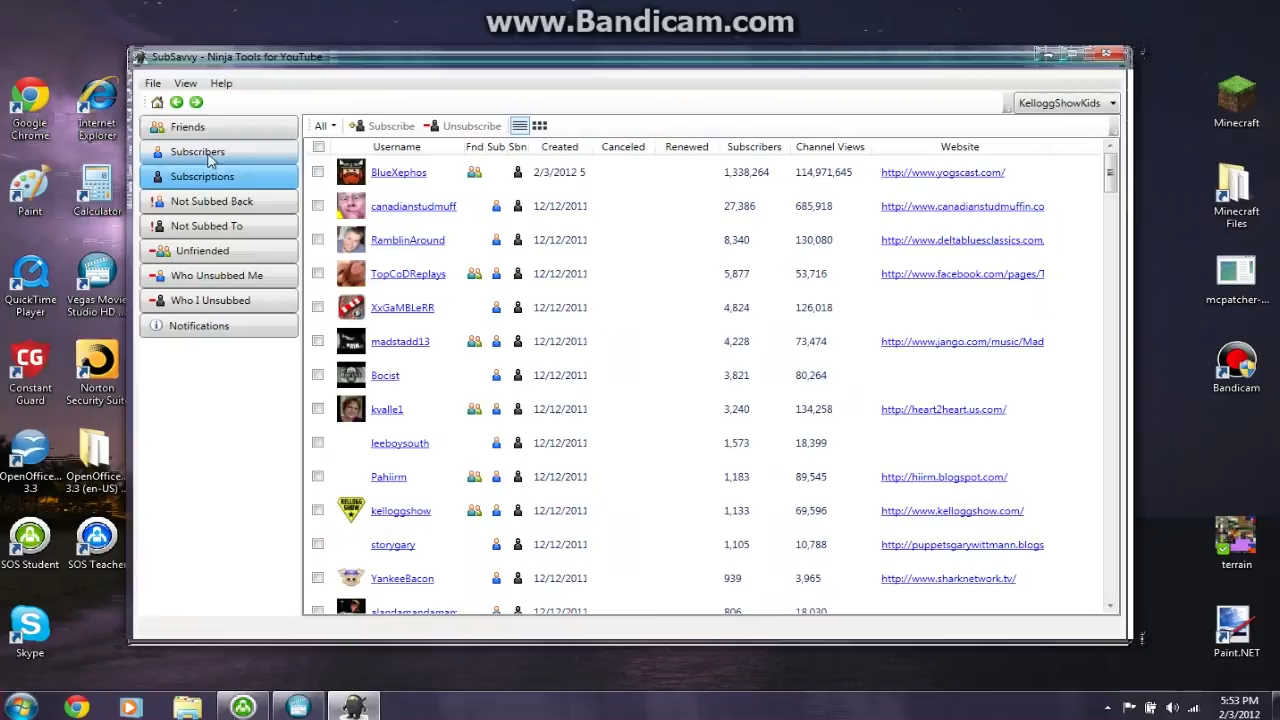 www.Bandicam.com
SubSavvy - Ninja Tools for YouTube
File View Help
KelloggShowKids
Friends
Subscribers
Subscriptions
Not Subbed Back
Not Subbed To
Unfriended
Who Unsubbed Me
Who I Unsubbed
Notifications
All Subscribe Unsubscribe
Username Fnd Sub Sbn Created Canceled Renewed Subscribers Channel Views Website
BlueXephos 2/3/2012 5 1,338,264 114,971,645 http://www.yogscast.com/
canadianstudmuff 12/12/2011 27,386 685,918 http://www.canadianstudmuffin.co
RamblinAround 12/12/2011 8,340 130,080 http://www.deltabluesclassics.com,
TopCoDReplays 12/12/2011 5,877 53,716 http://www.facebook.com/pages/T
XxGaMBLeRR 12/12/2011 4,824 126,018
madstadd13 12/12/2011 4,228 73,474 http://www.jango.com/music/Mad
Bocist 12/12/2011 3,821 80,264
kvalle1 12/12/2011 3,240 134,258 http://heart2heart.us.com/
leeboysouth 12/12/2011 1,573 18,399
Pahiirm 12/12/2011 1,183 89,545 http://hiirm.blogspot.com/
kelloggshow 12/12/2011 1,133 69,596 http://www.kelloggshow.com/
storygary 12/12/2011 1,105 10,788 http://puppetsgarywittmann.blogs
YankeeBacon 12/12/2011 939 3,965 http://www.sharknetwork.tv/
12/12/2011 806 18,030
Google
Chrome
Internet
Explorer
Paint
Calculator
QuickTime
Player
Vegas Movie
Studio HD ...
CG
Constant
Guard
Norton
Security Suite
OpenOffice...
3.3
OpenOffice...
3.3 (en-US) ...
SOS Student
SOS Teacher
Skype
Minecraft
Minecraft
Files
mcpatcher-...
Bandicam
terrain
Paint.NET
KELLOGG
SHOW
5:53 PM
2/3/2012